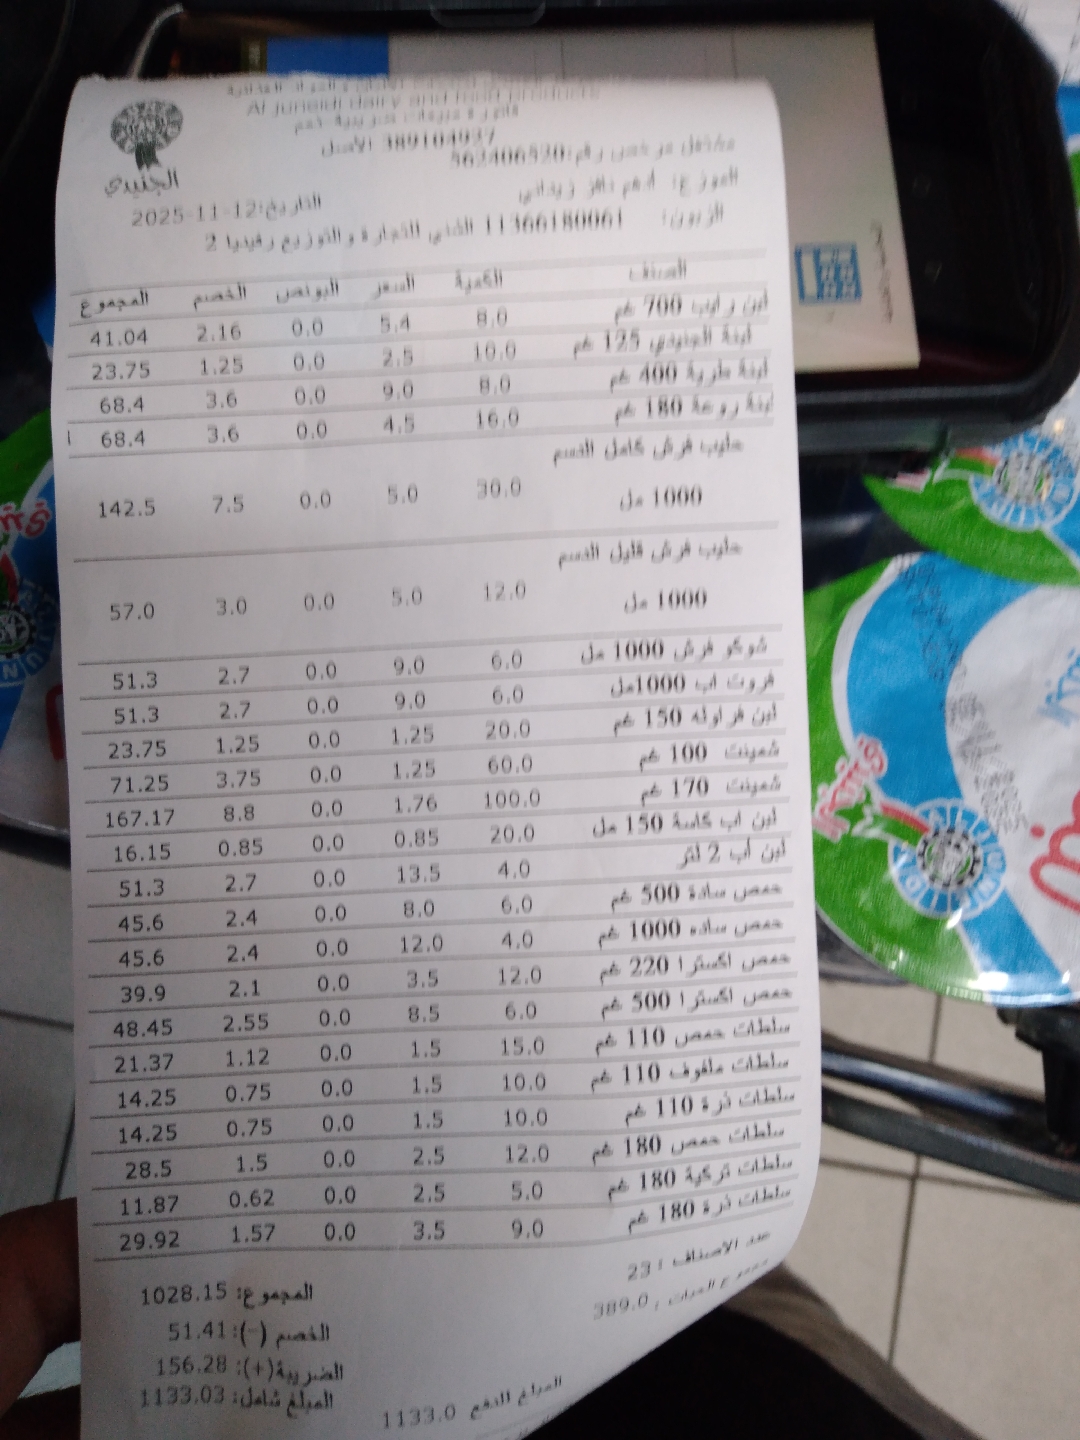 Al juneidi dairy and food products
389104937 الأصل
مشتغل مرخص رقم:562406520
الجنيدي
الموزع: ادهم نافز زيداني
التاريخ:12-11-2025
الزبون: 11366180061 الغني للتجارة والتوزيع رفيديا 2
الصنف الكمية السعر البونص الخصم المجموع
لبن رايب 700 غم 8.0 5.4 0.0 2.16 41.04
لبنة الجنيدي 125 غم 10.0 2.5 0.0 1.25 23.75
لبنة طرية 400 غم 8.0 9.0 0.0 3.6 68.4
لبنة روعة 180 غم 16.0 4.5 0.0 3.6 68.4
حليب فرش كامل الدسم
1000 مل 30.0 5.0 0.0 7.5 142.5
حليب فرش قليل الدسم
1000 مل 12.0 5.0 0.0 3.0 57.0
شوكو فرش 1000 مل 6.0 9.0 0.0 2.7 51.3
فروت اب 1000مل 6.0 9.0 0.0 2.7 51.3
لبن فراوله 150 غم 20.0 1.25 0.0 1.25 23.75
شمينت 100 غم 60.0 1.25 0.0 3.75 71.25
شمينت 170 غم 100.0 1.76 0.0 8.8 167.17
لبن اب كاسة 150 مل 20.0 0.85 0.0 0.85 16.15
لبن أب 2 لتر 4.0 13.5 0.0 2.7 51.3
حمص سادة 500 غم 6.0 8.0 0.0 2.4 45.6
حمص ساده 1000 غم 4.0 12.0 0.0 2.4 45.6
حمص اكسترا 220 غم 12.0 3.5 0.0 2.1 39.9
حمص اكسترا 500 غم 6.0 8.5 0.0 2.55 48.45
سلطات حمص 110 غم 15.0 1.5 0.0 1.12 21.37
سلطات ملفوف 110 غم 10.0 1.5 0.0 0.75 14.25
سلطات ذرة 110 غم 10.0 1.5 0.0 0.75 14.25
سلطات حمص 180 غم 12.0 2.5 0.0 1.5 28.5
سلطات تركية 180 غم 5.0 2.5 0.0 0.62 11.87
سلطات ذرة 180 غم 9.0 3.5 0.0 1.57 29.92
عدد الاصناف : 23
مجموع الحبات : 389.0
المجموع: 1028.15
الخصم (-): 51.41
الضريبة(+): 156.28
المبلغ شامل: 1133.03
المبلغ للدفع 1133.0